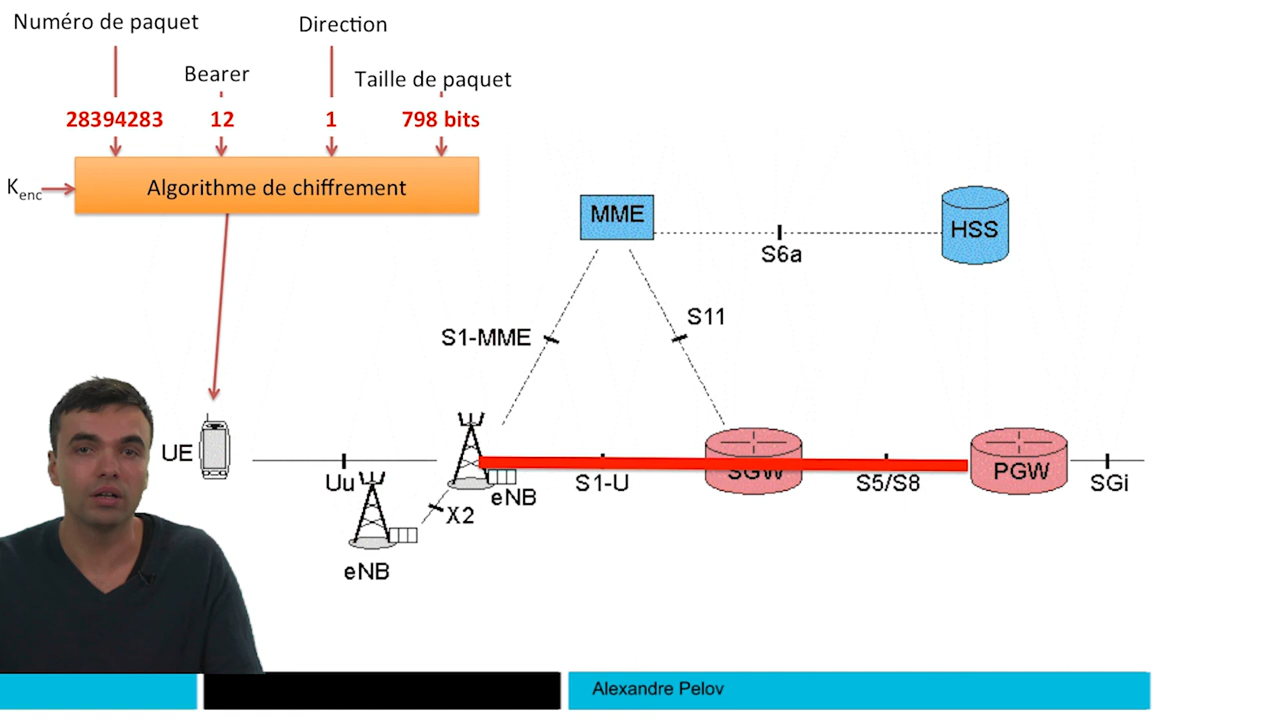 Numéro de paquet
Direction
Bearer
Taille de paquet
28394283
12
1
798 bits
K_enc
Algorithme de chiffrement
MME
HSS
S6a
S1-MME
S11
UE
Uu
eNB
S1-U
SGW
S5/S8
PGW
SGi
X2
eNB
Alexandre Pelov